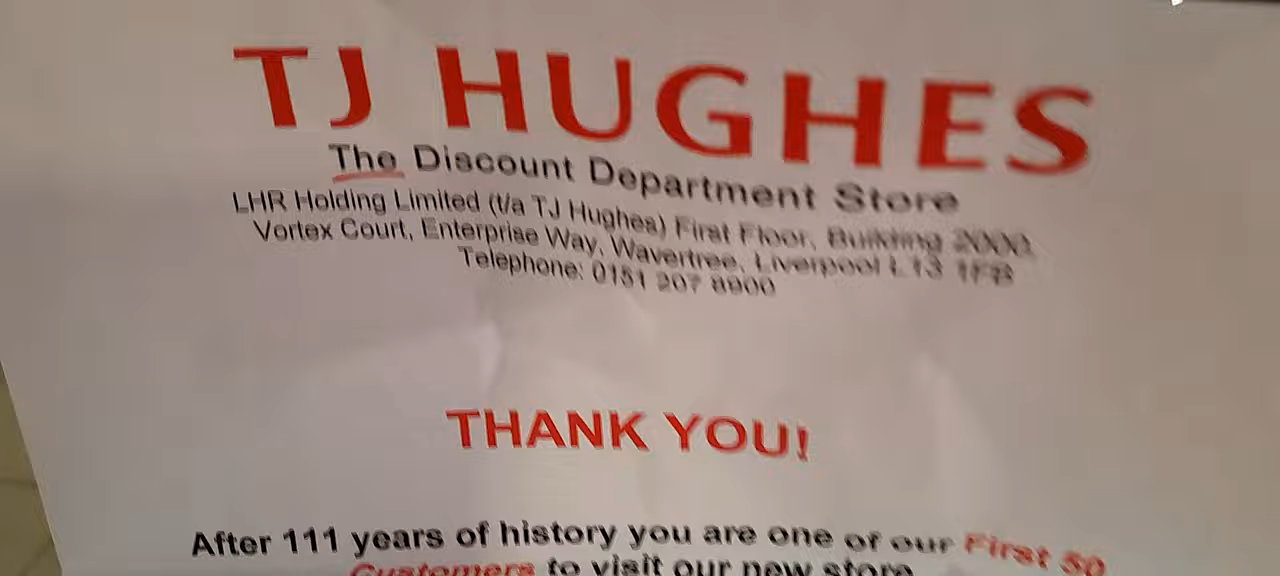 TJ HUGHES
The Discount Department Store
LHR Holding Limited (t/a TJ Hughes) First Floor, Building 2000,
Vortex Court, Enterprise Way, Wavertree, Liverpool L13 1FB
Telephone: 0151 207 8900
THANK YOU!
After 111 years of history you are one of our First 50
Customers to visit our new store